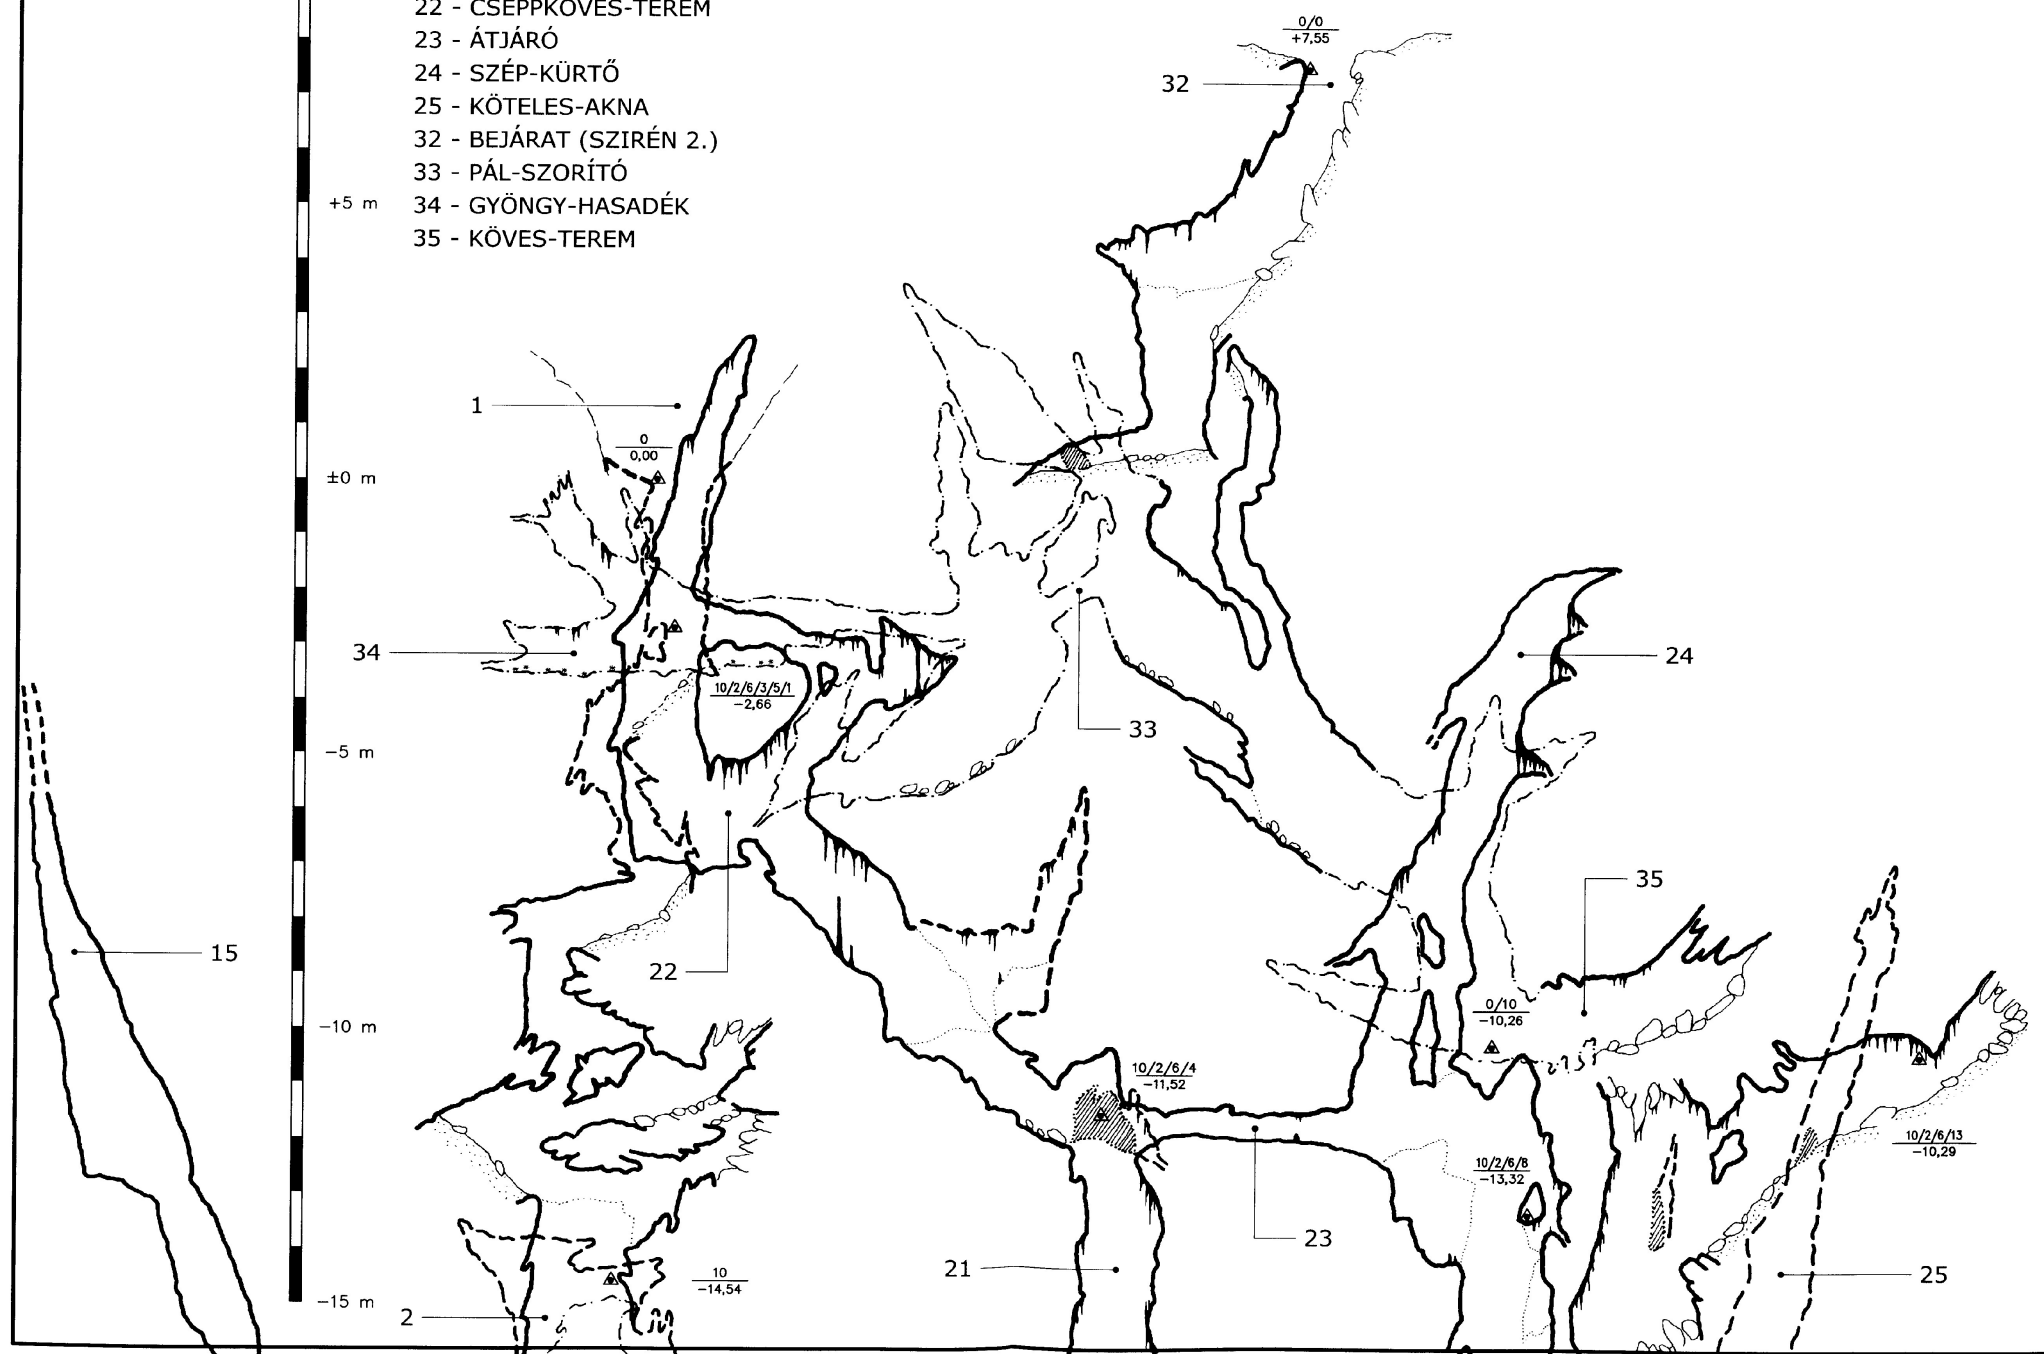 22 - CSEPPKÖVES-TEREM
23 - ÁTJÁRÓ
24 - SZÉP-KÜRTŐ
25 - KÖTELES-AKNA
32 - BEJÁRAT (SZIRÉN 2.)
33 - PÁL-SZORÍTÓ
34 - GYÖNGY-HASADÉK
35 - KÖVES-TEREM
0/0
+7,55
32
+5 m
1
0
0,00
±0 m
34
24
10/2/6/3/5/1
-2,66
33
-5 m
35
15
22
0/10
-10,26
-10 m
10/2/6/4
-11,52
10/2/6/13
-10,29
10/2/6/8
-13,32
23
21
25
10
-14,54
-15 m
2